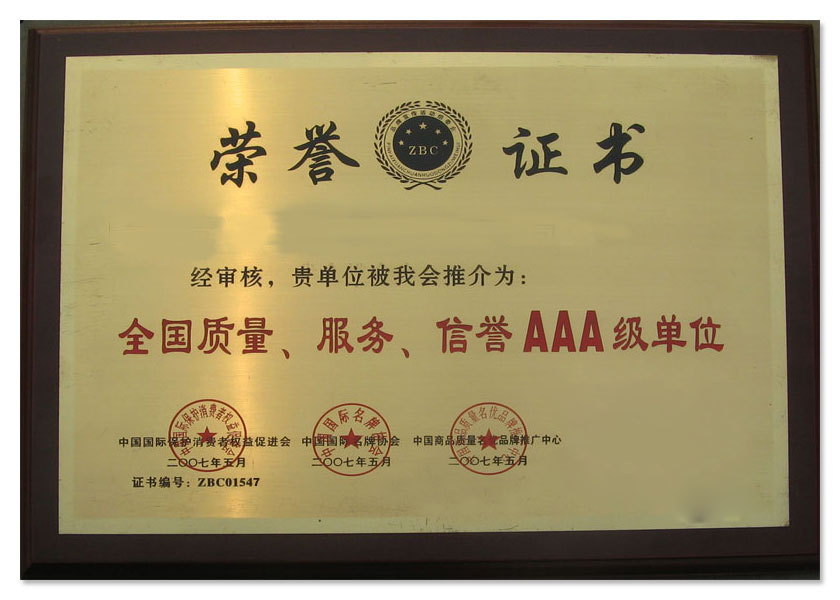 荣誉 ZBC 证书
经审核，贵单位被我会推介为：
全国质量、服务、信誉AAA级单位
中国国际保护消费者权益促进会 中国国际名牌协会 中国商品质量名优品牌推广中心
二〇〇七年五月 二〇〇七年五月 二〇〇七年五月
证书编号：ZBC01547